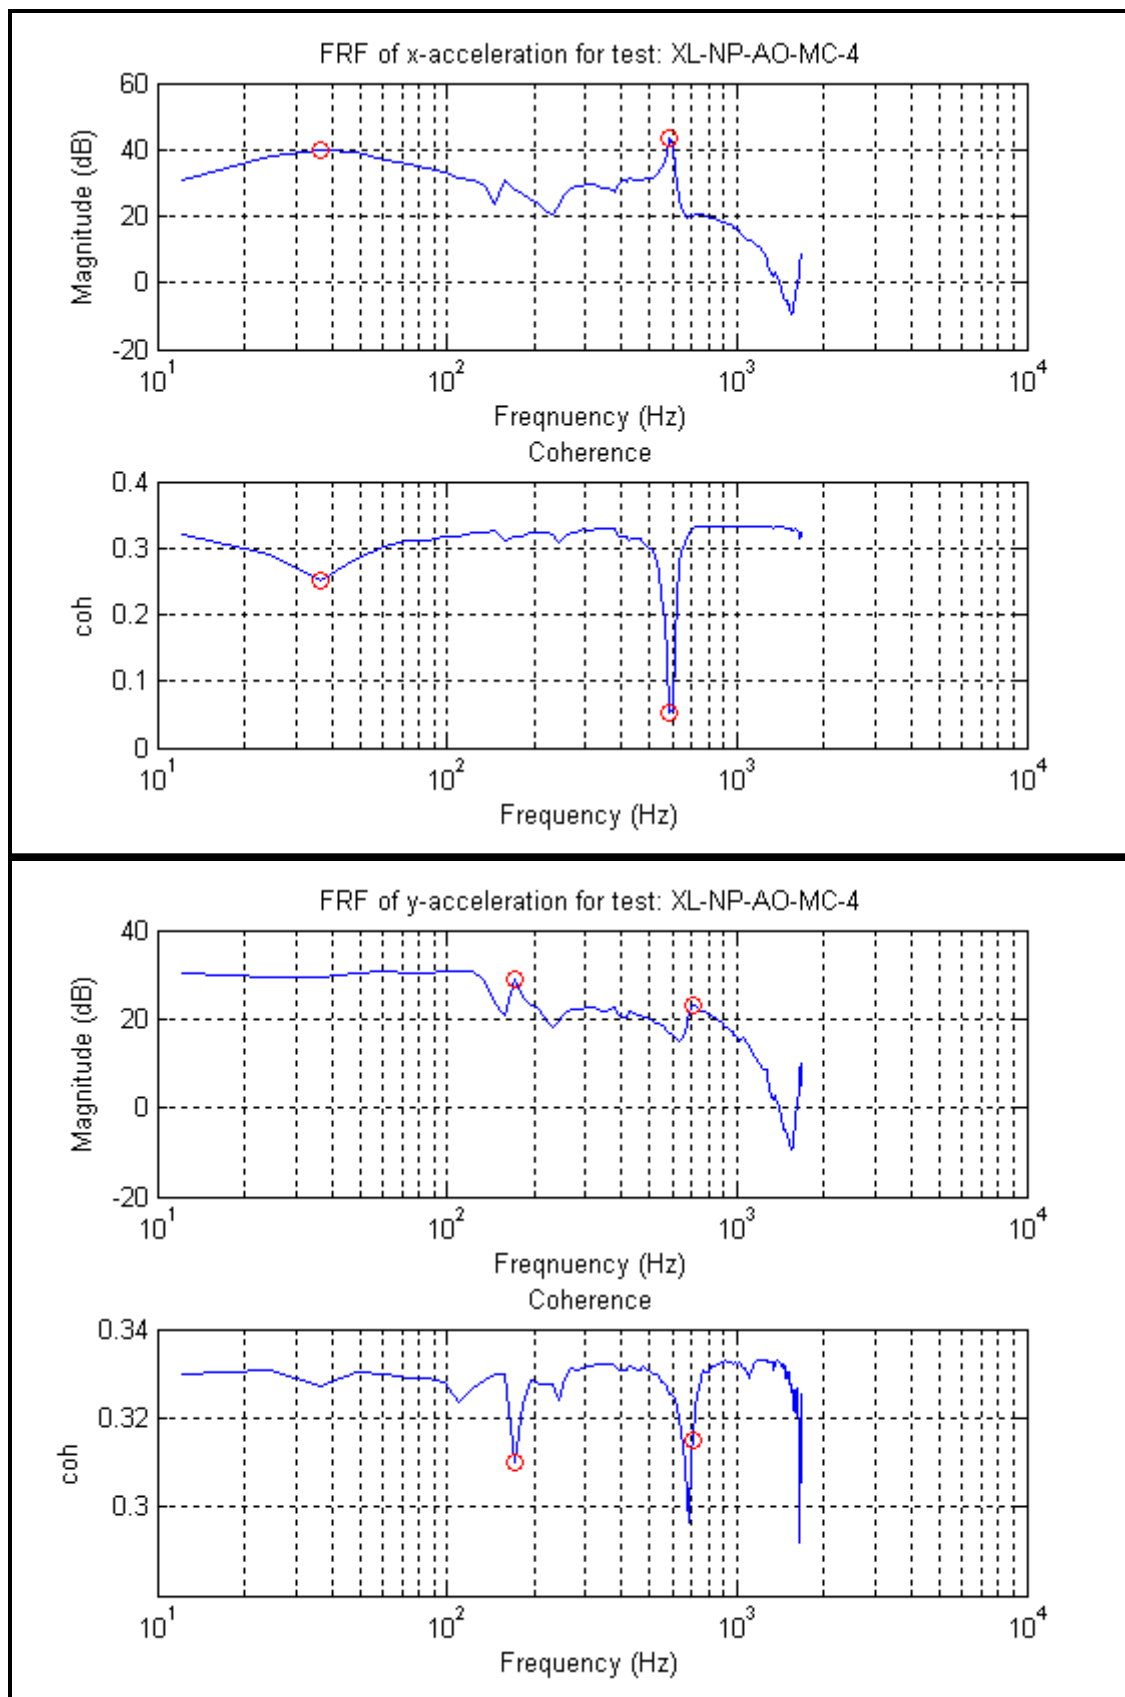 FRF of x-acceleration for test: XL-NP-AO-MC-4
60
40
20
0
-20
Magnitude (dB)
10^1 10^2 10^3 10^4
Freqnuency (Hz)
Coherence
0.4
0.3
0.2
0.1
0
coh
10^1 10^2 10^3 10^4
Frequency (Hz)
FRF of y-acceleration for test: XL-NP-AO-MC-4
40
20
0
-20
Magnitude (dB)
10^1 10^2 10^3 10^4
Freqnuency (Hz)
Coherence
0.34
0.32
0.3
coh
10^1 10^2 10^3 10^4
Frequency (Hz)